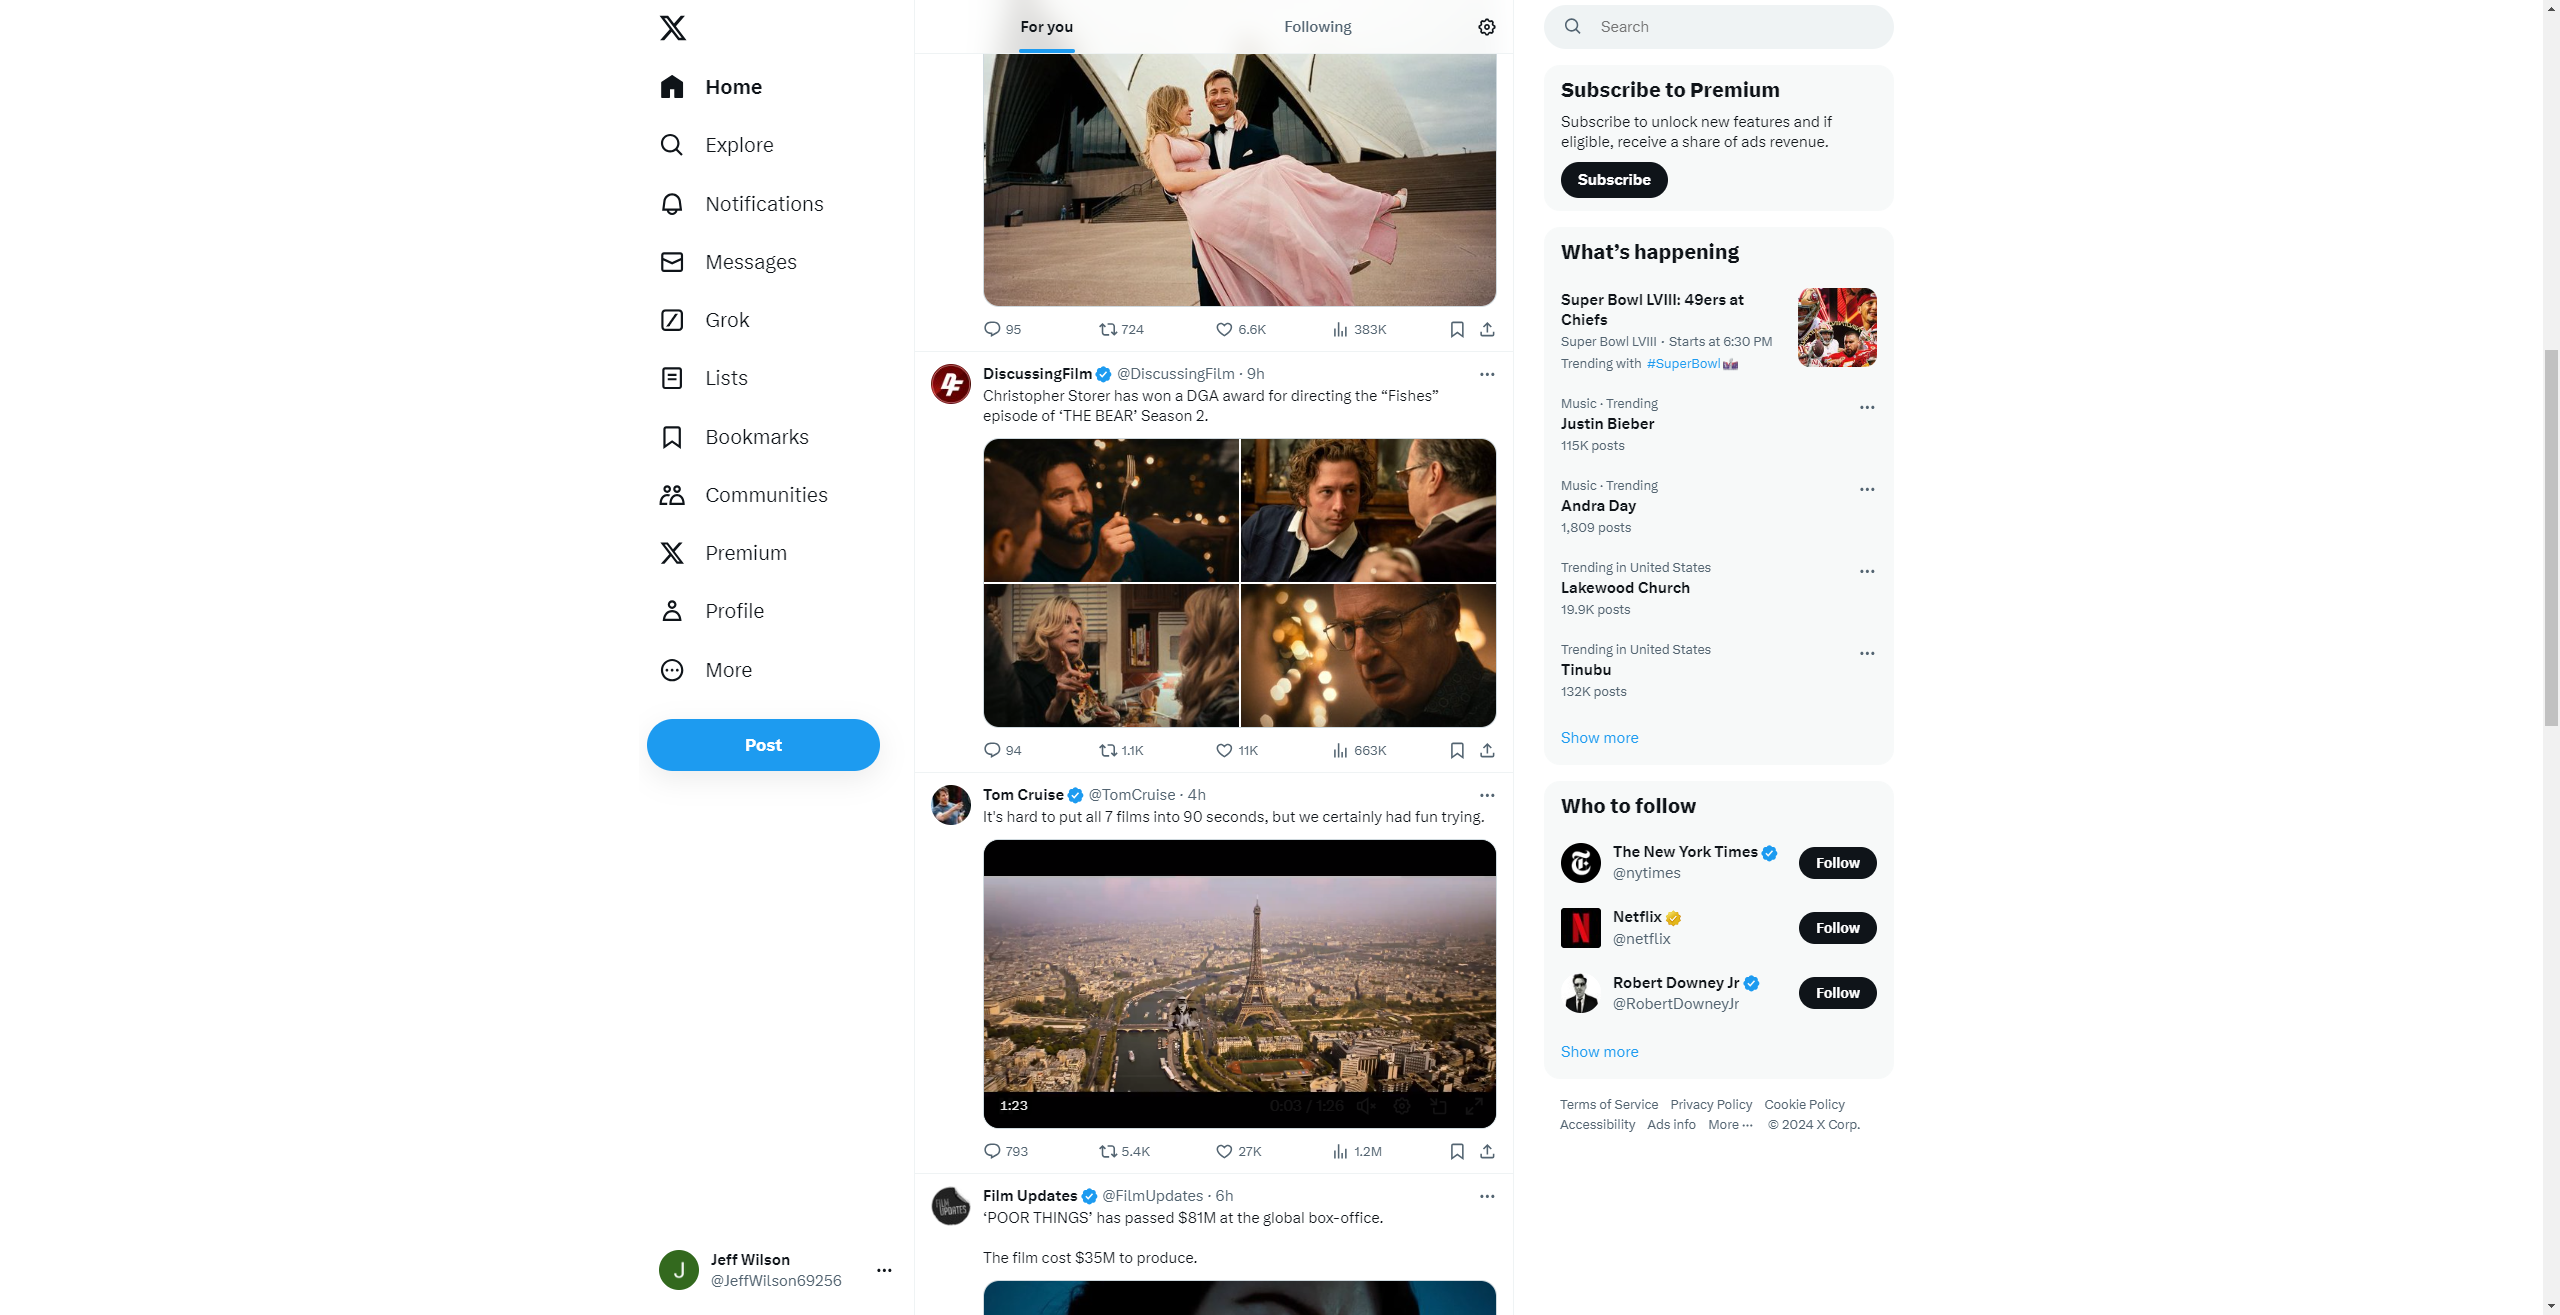 Home
Explore
Notifications
Messages
Grok
Lists
Bookmarks
Communities
Premium
Profile
More
Post
Jeff Wilson
@JeffWilson69256
J
For you
Following
95
724
6.6K
383K
DiscussingFilm @DiscussingFilm · 9h
Christopher Storer has won a DGA award for directing the “Fishes”
episode of ‘THE BEAR’ Season 2.
94
1.1K
11K
663K
Tom Cruise @TomCruise · 4h
It's hard to put all 7 films into 90 seconds, but we certainly had fun trying.
1:23
0:03 / 1:26
793
5.4K
27K
1.2M
Film Updates @FilmUpdates · 6h
FILM
UPDATES
‘POOR THINGS’ has passed $81M at the global box-office.
The film cost $35M to produce.
Search
Subscribe to Premium
Subscribe to unlock new features and if
eligible, receive a share of ads revenue.
Subscribe
What’s happening
Super Bowl LVIII: 49ers at
Chiefs
Super Bowl LVIII · Starts at 6:30 PM
Trending with #SuperBowl
Music · Trending
Justin Bieber
115K posts
Music · Trending
Andra Day
1,809 posts
Trending in United States
Lakewood Church
19.9K posts
Trending in United States
Tinubu
132K posts
Show more
Who to follow
The New York Times
@nytimes
Follow
Netflix
@netflix
Follow
Robert Downey Jr
@RobertDowneyJr
Follow
Show more
Terms of Service Privacy Policy Cookie Policy
Accessibility Ads info More ··· © 2024 X Corp.